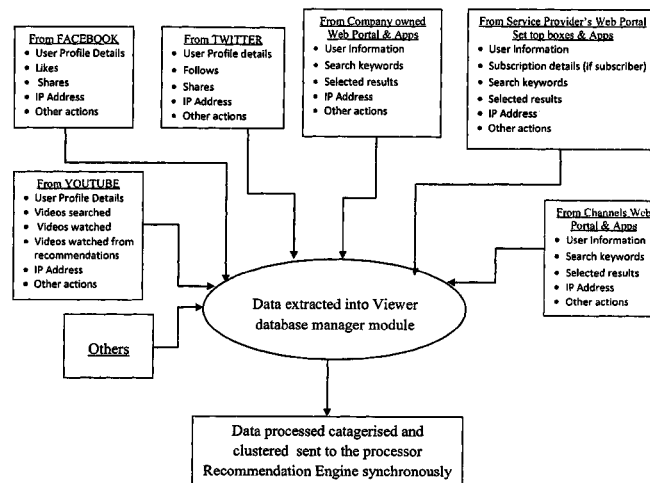 From FACEBOOK
• User Profile Details
• Likes
• Shares
• IP Address
• Other actions
From TWITTER
• User Profile details
• Follows
• Shares
• IP Address
• Other actions
From Company owned
Web Portal & Apps
• User Information
• Search keywords
• Selected results
• IP Address
• Other actions
From Service Provider's Web Portal
Set top boxes & Apps
• User Information
• Subscription details (if subscriber)
• Search keywords
• Selected results
• IP Address
• Other actions
From YOUTUBE
• User Profile Details
• Videos searched
• Videos watched
• Videos watched from
recommendations
• IP Address
• Other actions
From Channels Web
Portal & Apps
• User Information
• Search keywords
• Selected results
• IP Address
• Other actions
Others
Data extracted into Viewer
database manager module
Data processed catagerised and
clustered sent to the processor
Recommendation Engine synchronously